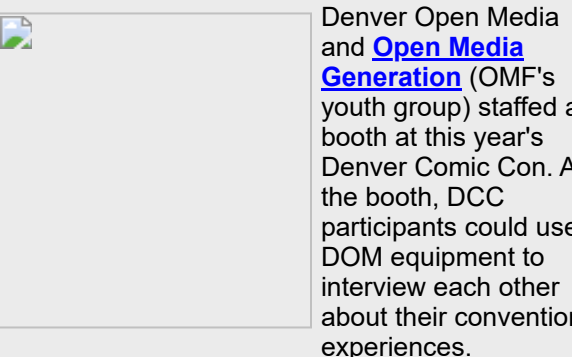 Denver Open Media
and Open Media
Generation (OMF's
youth group) staffed a
booth at this year's
Denver Comic Con. A
the booth, DCC
participants could use
DOM equipment to
interview each other
about their convention
experiences.